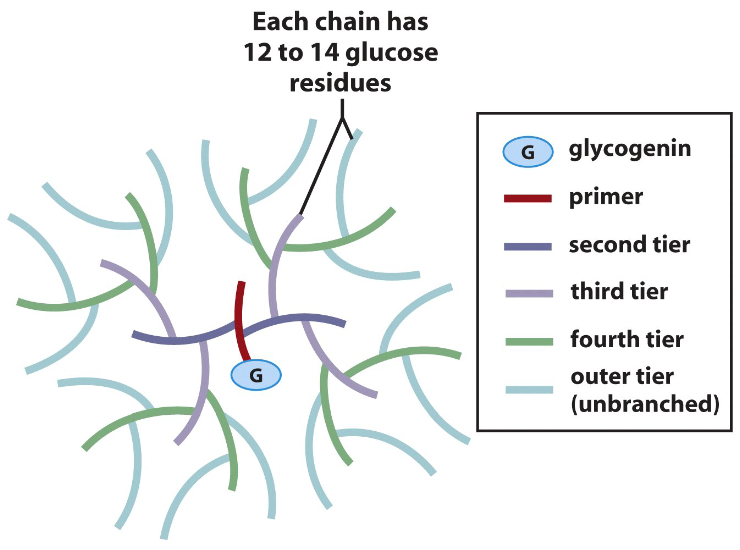 Each chain has
12 to 14 glucose
residues
G
glycogenin
primer
second tier
third tier
fourth tier
outer tier
(unbranched)
G